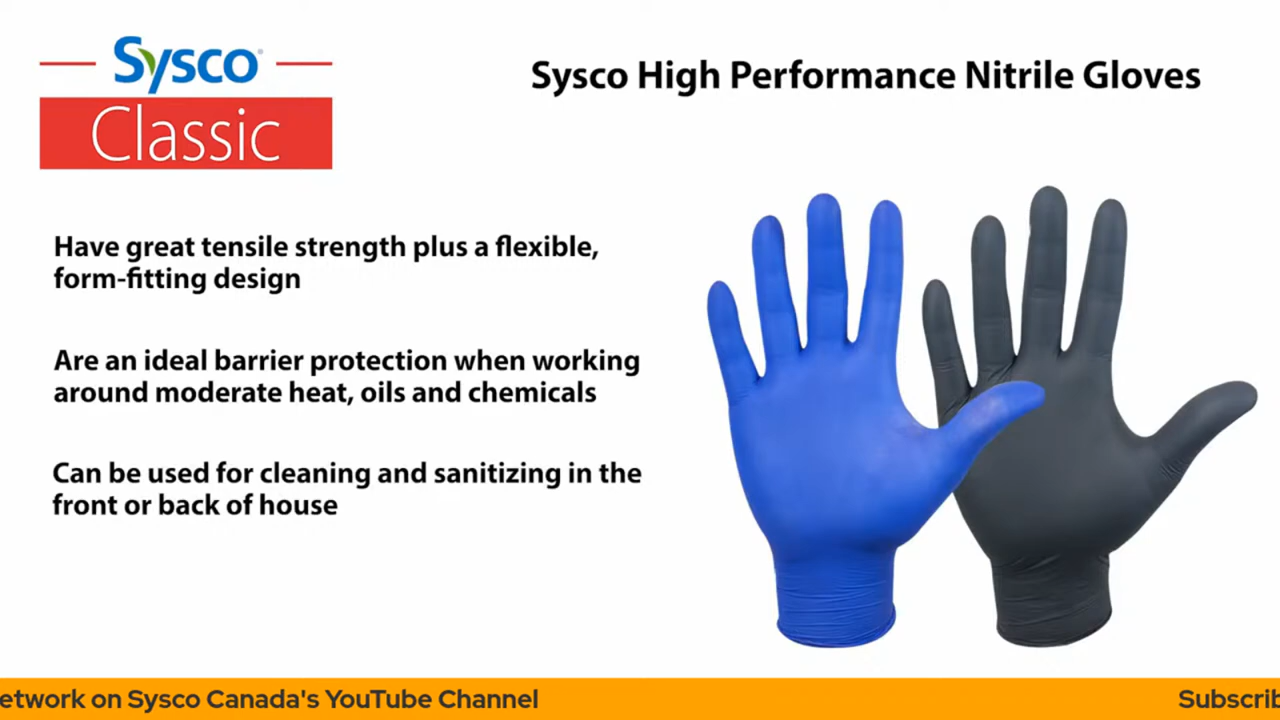 Sysco
Classic
Sysco High Performance Nitrile Gloves
Have great tensile strength plus a flexible,
form-fitting design
Are an ideal barrier protection when working
around moderate heat, oils and chemicals
Can be used for cleaning and sanitizing in the
front or back of house
etwork on Sysco Canada's YouTube Channel
Subscrib